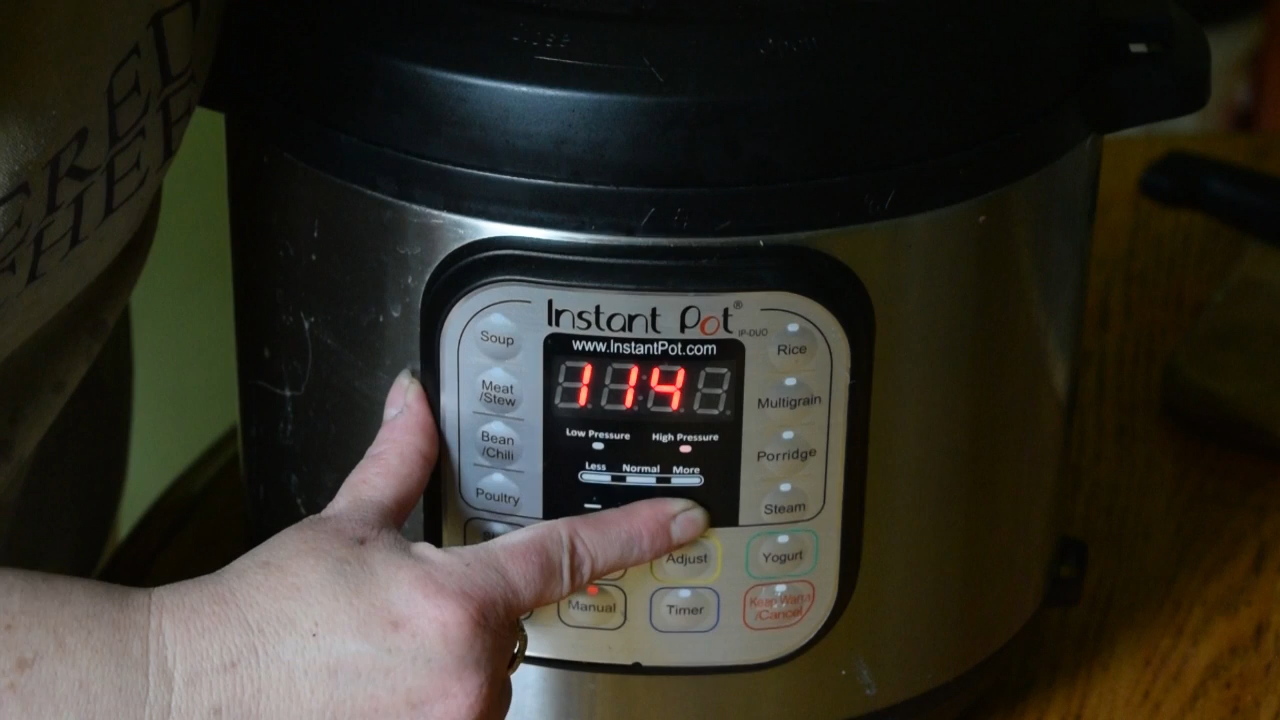 Instant Pot®
IP-DUO
www.InstantPot.com
114
Low Pressure High Pressure
Less Normal More
Soup
Meat
/Stew
Bean
/Chili
Poultry
Rice
Multigrain
Porridge
Steam
Adjust
Yogurt
Manual
Timer
Keep Warm
/Cancel